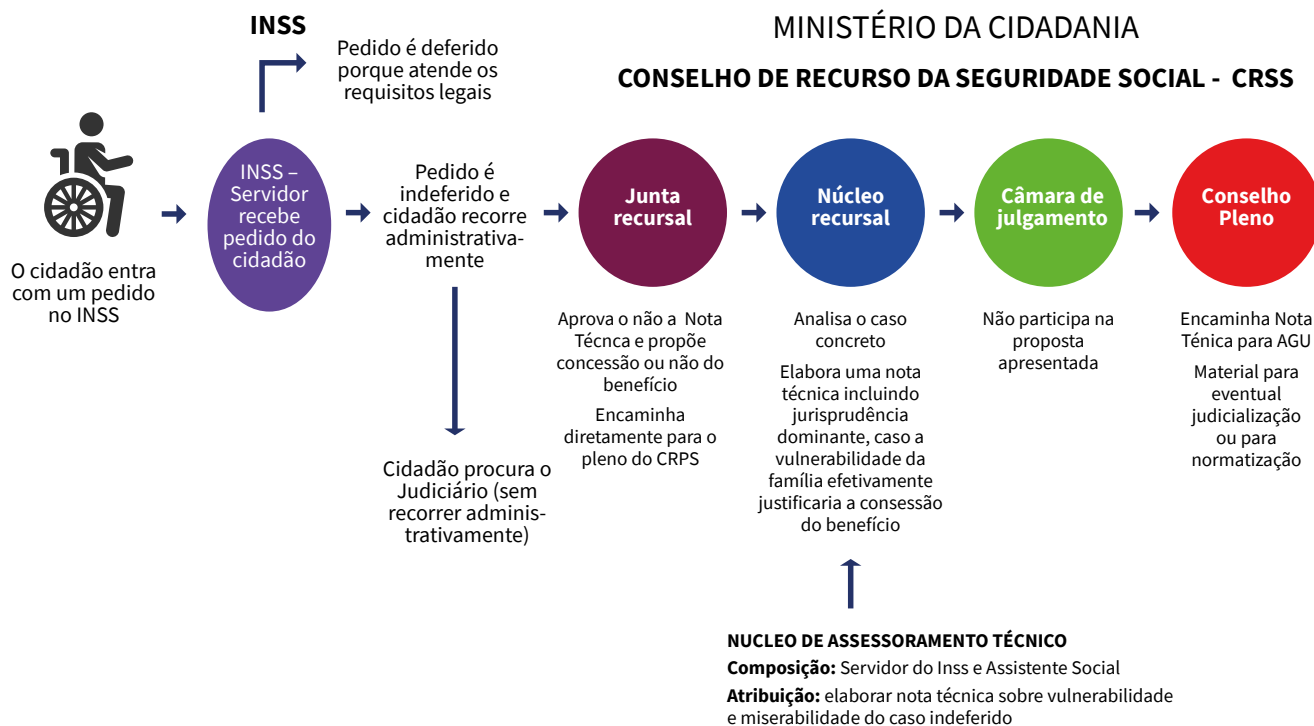 INSS
Pedido é deferido
porque atende os
requisitos legais
MINISTÉRIO DA CIDADANIA
CONSELHO DE RECURSO DA SEGURIDADE SOCIAL - CRSS
O cidadão entra
com um pedido
no INSS
INSS –
Servidor
recebe
pedido do
cidadão
Pedido é
indeferido e
cidadão recorre
administrativa-
mente
Cidadão procura o
Judiciário (sem
recorrer adminis-
trativamente)
Junta
recursal
Aprova o não a Nota
Técnca e propõe
concessão ou não do
benefício
Encaminha
diretamente para o
pleno do CRPS
Núcleo
recursal
Analisa o caso
concreto
Elabora uma nota
técnica incluindo
jurisprudência
dominante, caso a
vulnerabilidade da
família efetivamente
justificaria a consessão
do benefício
Câmara de
julgamento
Não participa na
proposta
apresentada
Conselho
Pleno
Encaminha Nota
Ténica para AGU
Material para
eventual
judicialização
ou para
normatização
NUCLEO DE ASSESSORAMENTO TÉCNICO
Composição: Servidor do Inss e Assistente Social
Atribuição: elaborar nota técnica sobre vulnerabilidade
e miserabilidade do caso indeferido